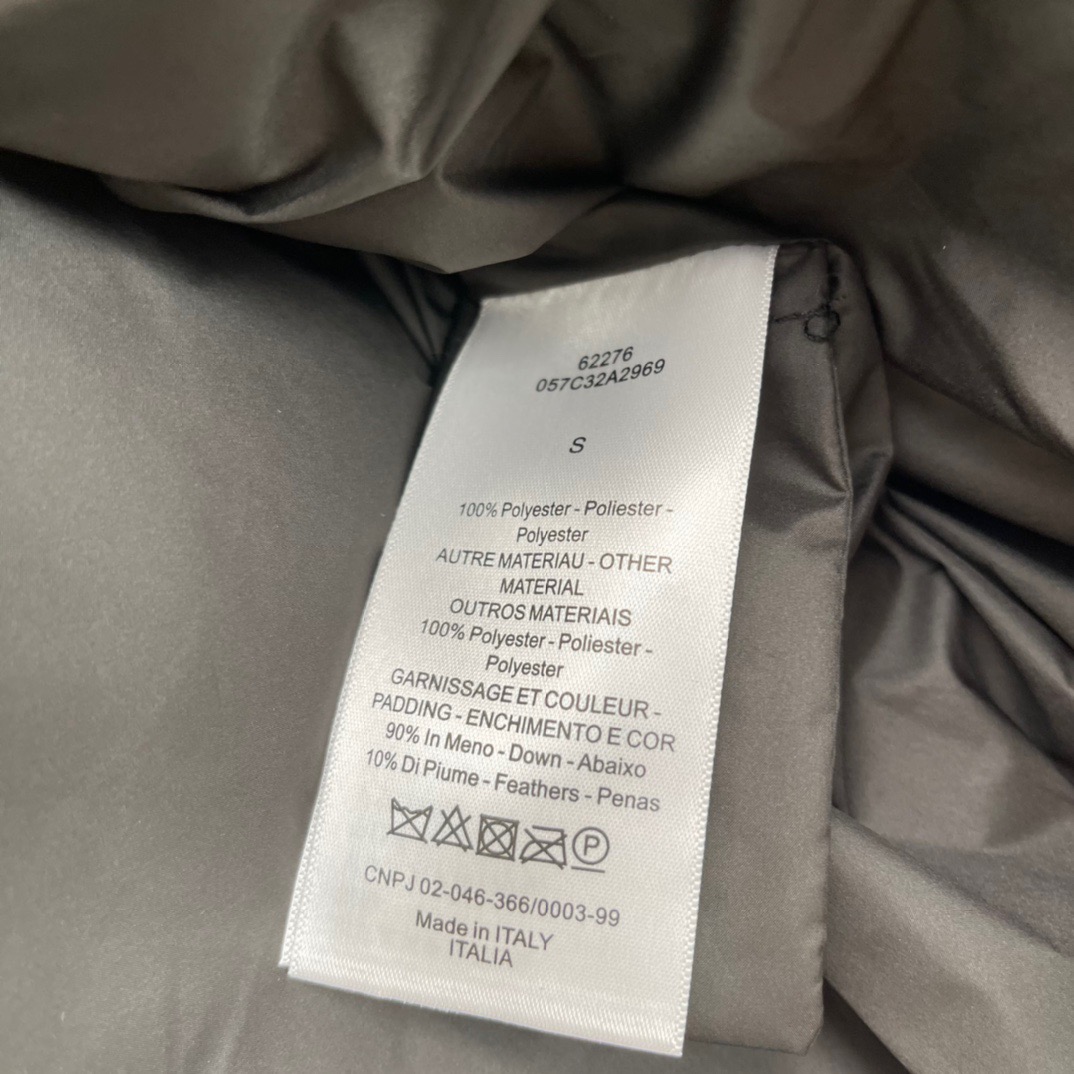 62276
057C32A2969
S
100% Polyester - Poliester -
Polyester
AUTRE MATERIAU - OTHER
MATERIAL
OUTROS MATERIAIS
100% Polyester - Poliester -
Polyester
GARNISSAGE ET COULEUR -
PADDING - ENCHIMENTO E COR
90% In Meno - Down - Abaixo
10% Di Piume - Feathers - Penas
P
CNPJ 02-046-366/0003-99
Made in ITALY
ITALIA